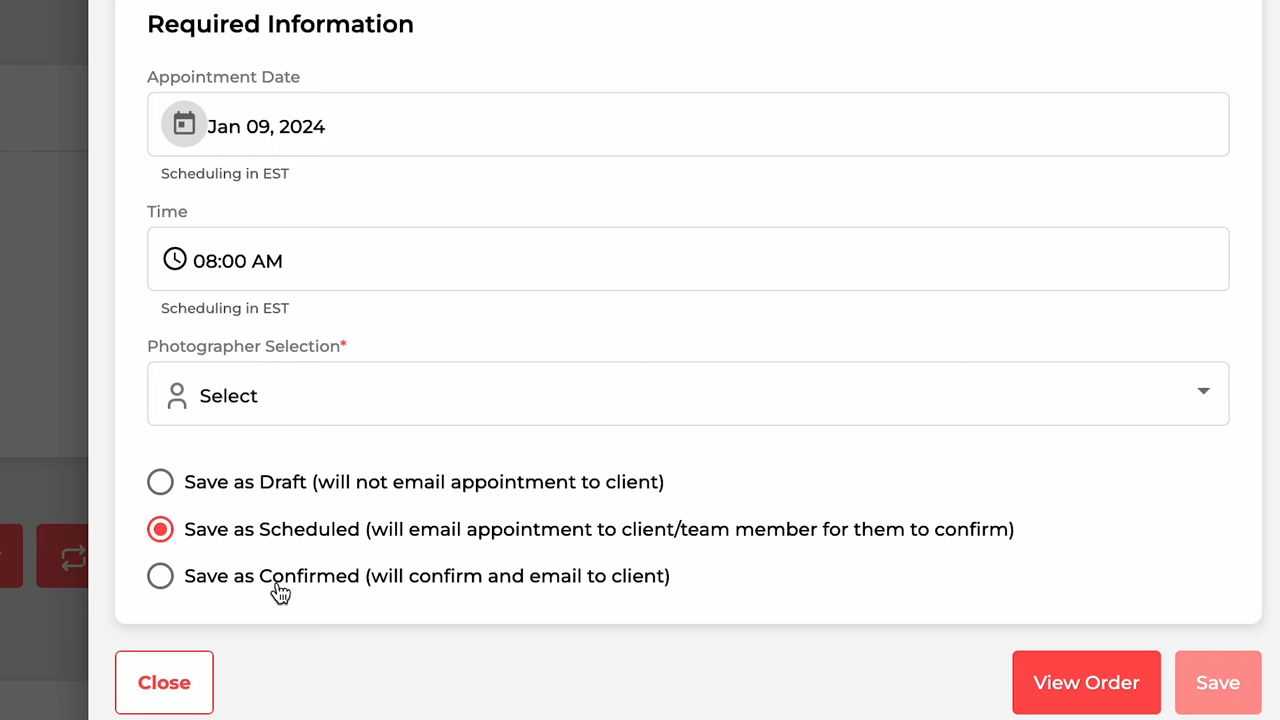 Required Information
Appointment Date
Jan 09, 2024
Scheduling in EST
Time
08:00 AM
Scheduling in EST
Photographer Selection*
Select
Save as Draft (will not email appointment to client)
Save as Scheduled (will email appointment to client/team member for them to confirm)
Save as Confirmed (will confirm and email to client)
Close
View Order
Save